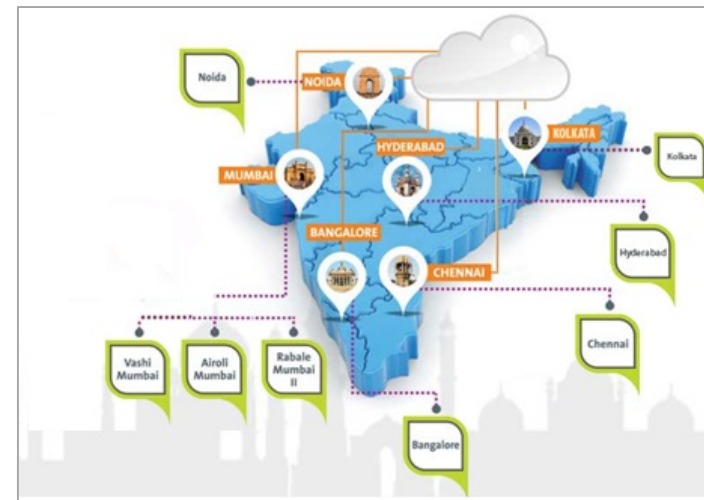 Noida
NOIDA
KOLKATA
HYDERABAD
Kolkata
MUMBAI
BANGALORE
Hyderabad
CHENNAI
Vashi
Mumbai
Airoli
Mumbai
Rabale
Mumbai
II
Chennai
Bangalore